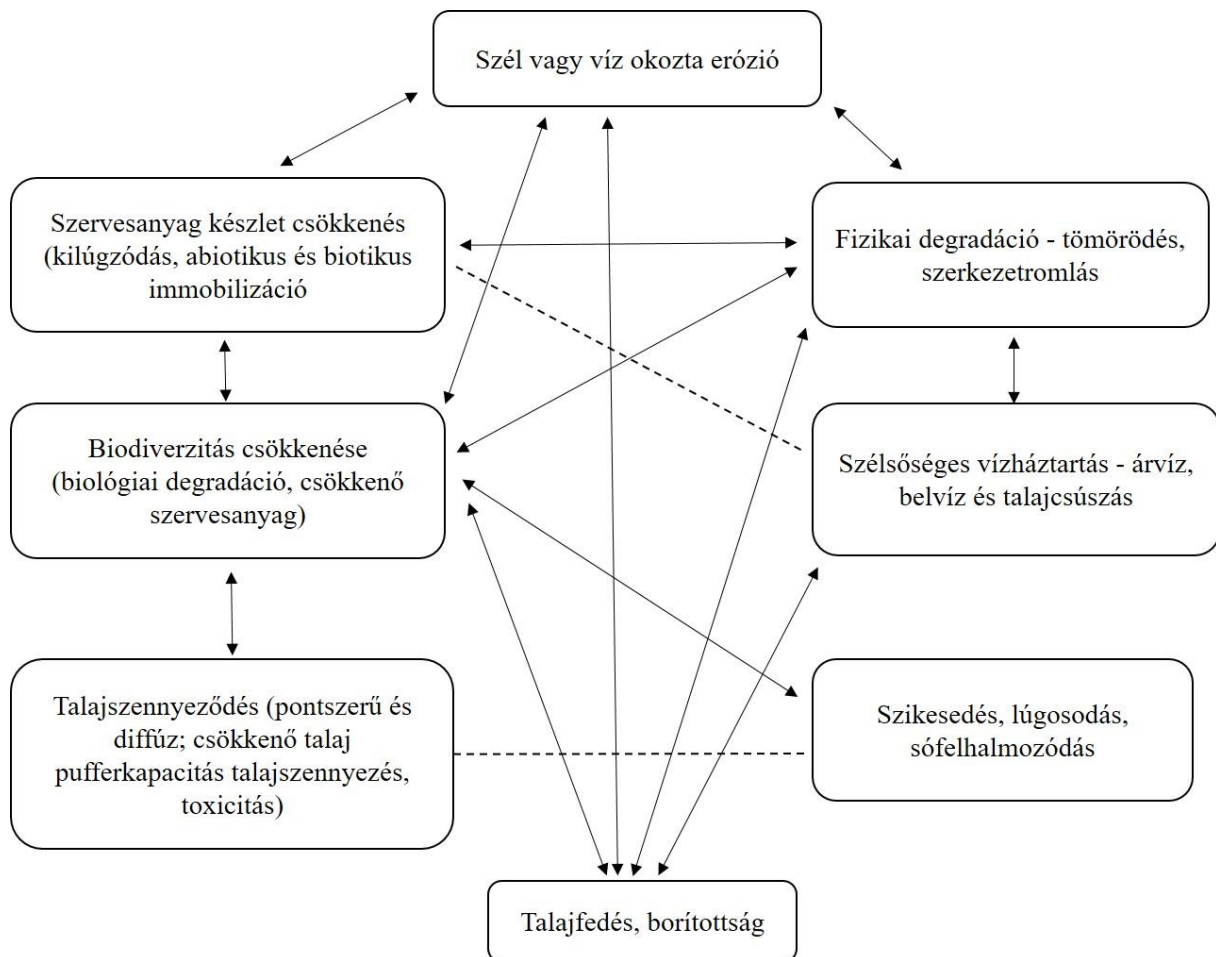 Szél vagy víz okozta erózió
Szervesanyag készlet csökkenés
(kilúgzódás, abiotikus és biotikus
immobilizáció
Fizikai degradáció - tömörödés,
szerkezetromlás
Biodiverzitás csökkenése
(biológiai degradáció, csökkenő
szervesanyag)
Szélsőséges vízháztartás - árvíz,
belvíz és talajcsúszás
Talajszennyeződés (pontszerű és
diffúz; csökkenő talaj
pufferkapacitás talajszennyezés,
toxicitás)
Szikesedés, lúgosodás,
sófelhalmozódás
Talajfedés, borítottság